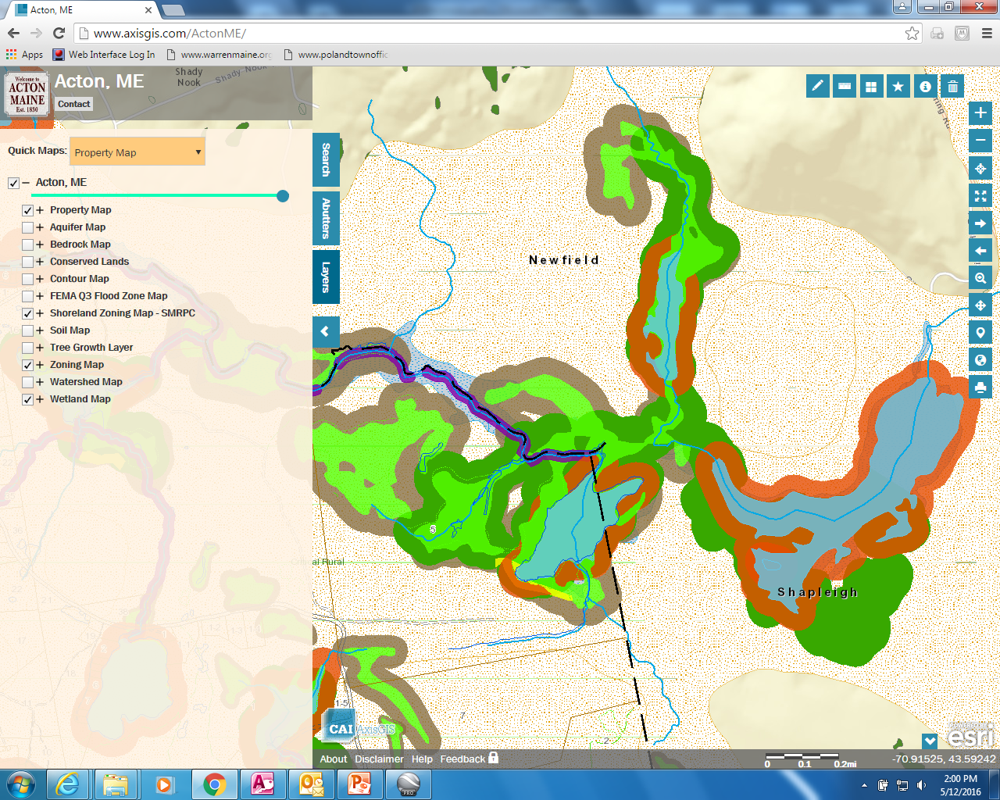 Acton, ME
www.axisgis.com/ActonME/
Apps Web Interface Log In www.warrenmaine.org www.polandtownoffic
Welcome to
ACTON
MAINE
Est. 1830
Acton, ME
Contact
Shady
Nook
Shady Nook
Quick Maps: Property Map
Acton, ME
Property Map
Aquifer Map
Bedrock Map
Conserved Lands
Contour Map
FEMA Q3 Flood Zone Map
Shoreland Zoning Map - SMRPC
Soil Map
Tree Growth Layer
Zoning Map
Watershed Map
Wetland Map
Search
Abutters
Layers
Newfield
5
al Rural
Shapleigh
1-5
7
2
CAI AxisGIS
POWERED BY
esri
About Disclaimer Help Feedback
0 0.1 0.2mi
-70.91525, 43.59242
PRO
2:00 PM
5/12/2016